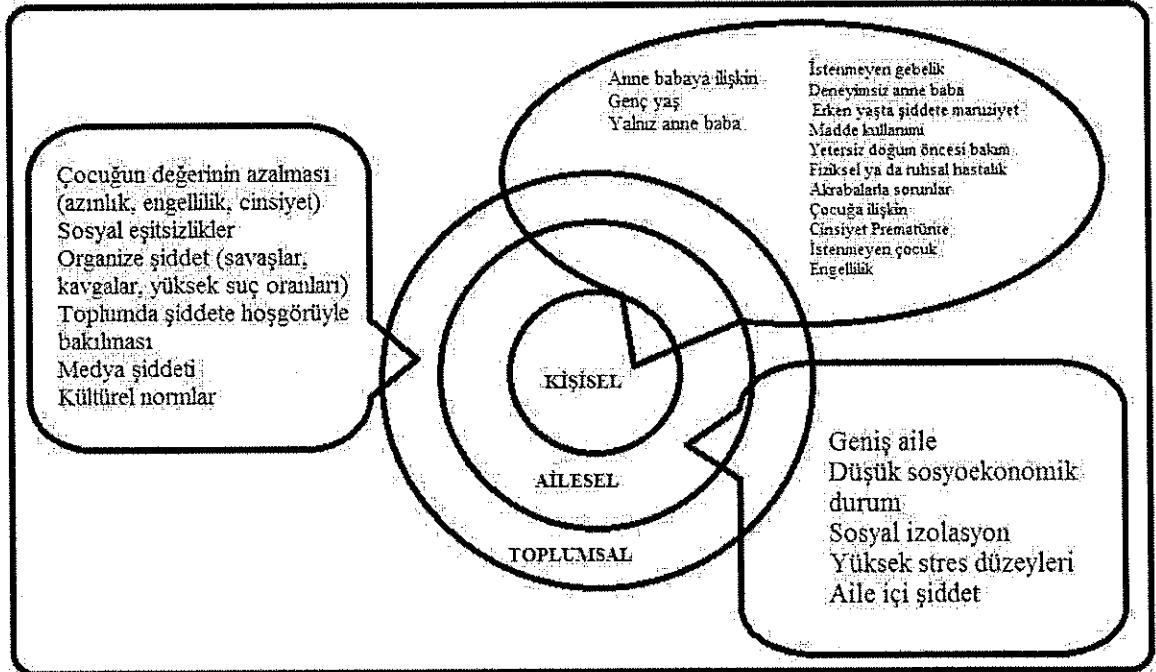 Anne babaya ilişkin
Genç yaş
Yalnız anne baba
İstenmeyen gebelik
Deneyimsiz anne baba
Erken yaşta şiddete maruziyet
Madde kullanımı
Yetersiz doğum öncesi bakım
Fiziksel ya da ruhsal hastalık
Akrabalarla sorunlar
Çocuğa ilişkin
Cinsiyet Prematürite
İstenmeyen çocuk
Engellilik
Çocuğun değerinin azalması
(azınlık, engellilik, cinsiyet)
Sosyal eşitsizlikler
Organize şiddet (savaşlar,
kavgalar, yüksek suç oranları)
Toplumda şiddete hoşgörüyle
bakılması
Medya şiddeti
Kültürel normlar
KİŞİSEL
AİLESEL
TOPLUMSAL
Geniş aile
Düşük sosyoekonomik
durum
Sosyal izolasyon
Yüksek stres düzeyleri
Aile içi şiddet